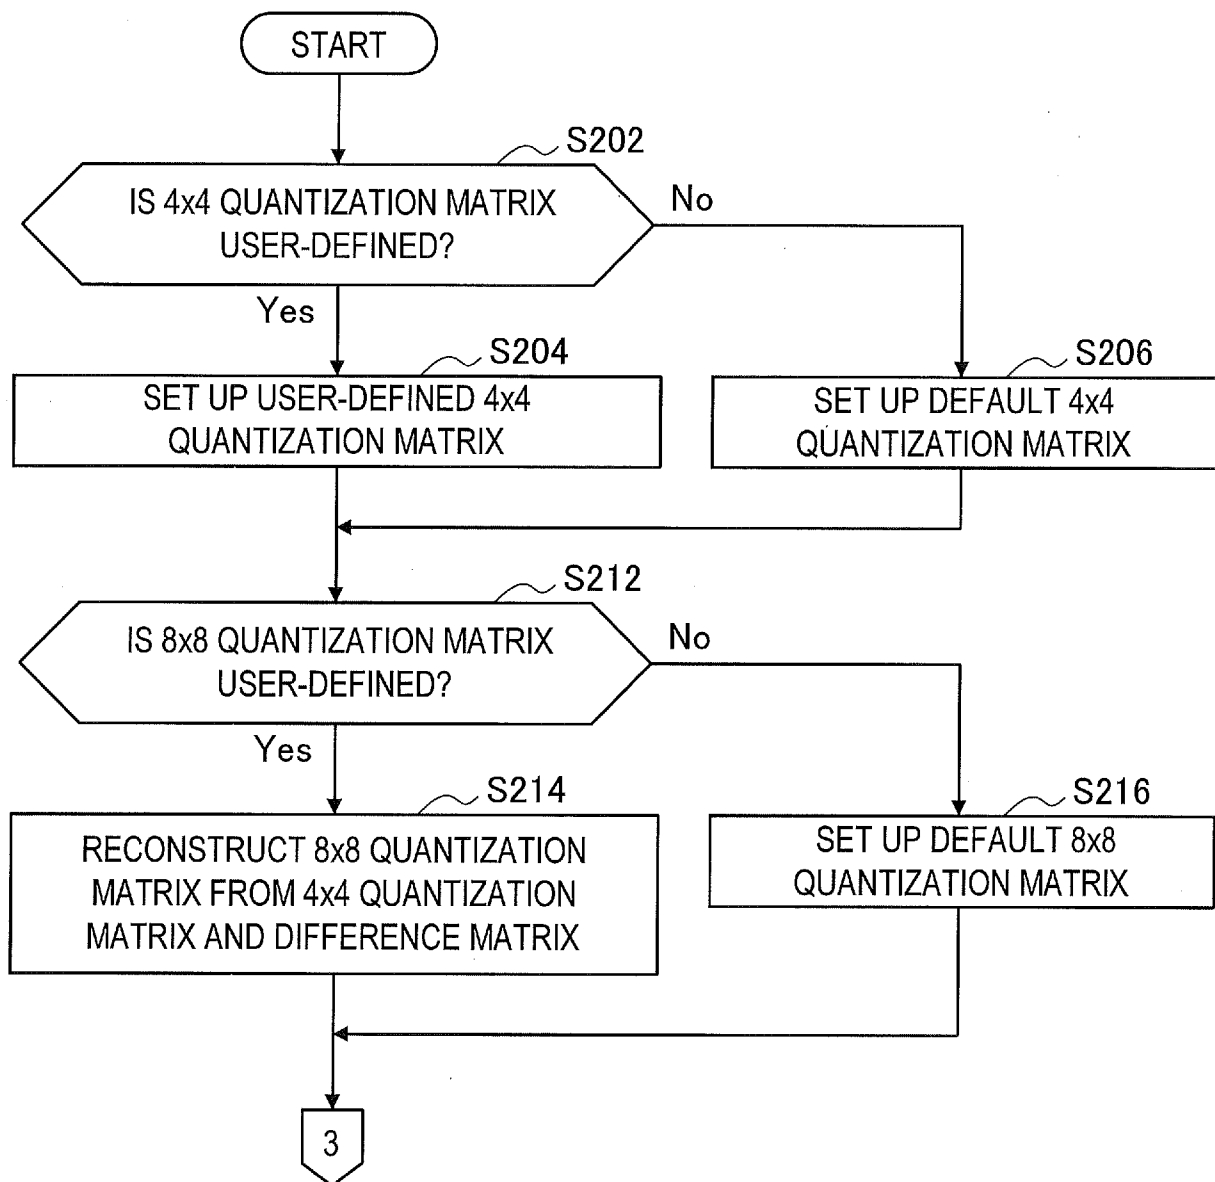 START
S202
IS 4x4 QUANTIZATION MATRIX
USER-DEFINED?
No
Yes
S204
SET UP USER-DEFINED 4x4
QUANTIZATION MATRIX
S206
SET UP DEFAULT 4x4
QUANTIZATION MATRIX
S212
IS 8x8 QUANTIZATION MATRIX
USER-DEFINED?
No
Yes
S214
RECONSTRUCT 8x8 QUANTIZATION
MATRIX FROM 4x4 QUANTIZATION
MATRIX AND DIFFERENCE MATRIX
S216
SET UP DEFAULT 8x8
QUANTIZATION MATRIX
3